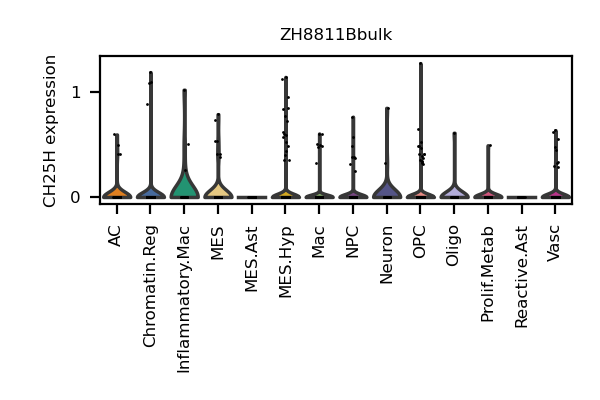 ZH8811Bbulk
CH25H expression
1
0
AC
Chromatin.Reg
Inflammatory.Mac
MES
MES.Ast
MES.Hyp
Mac
NPC
Neuron
OPC
Oligo
Prolif.Metab
Reactive.Ast
Vasc